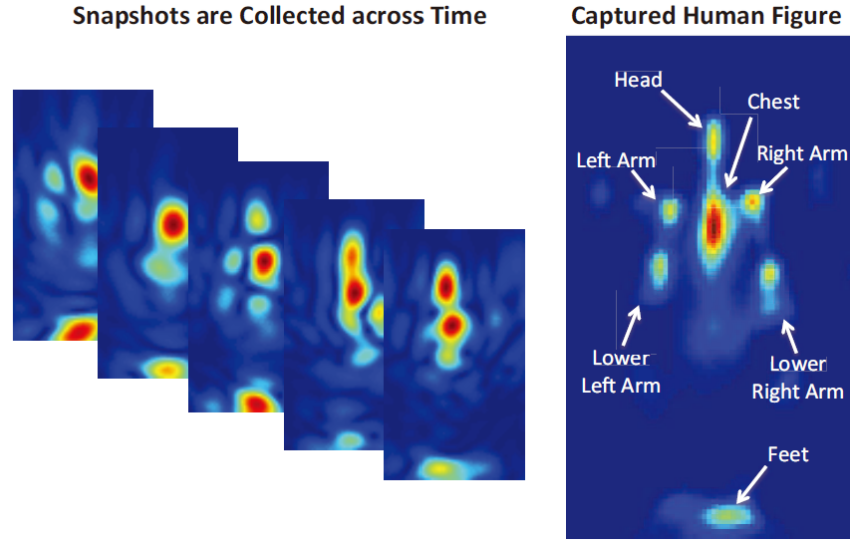 Snapshots are Collected across Time
Captured Human Figure
Head
Chest
Left Arm
Right Arm
Lower
Left Arm
Lower
Right Arm
Feet